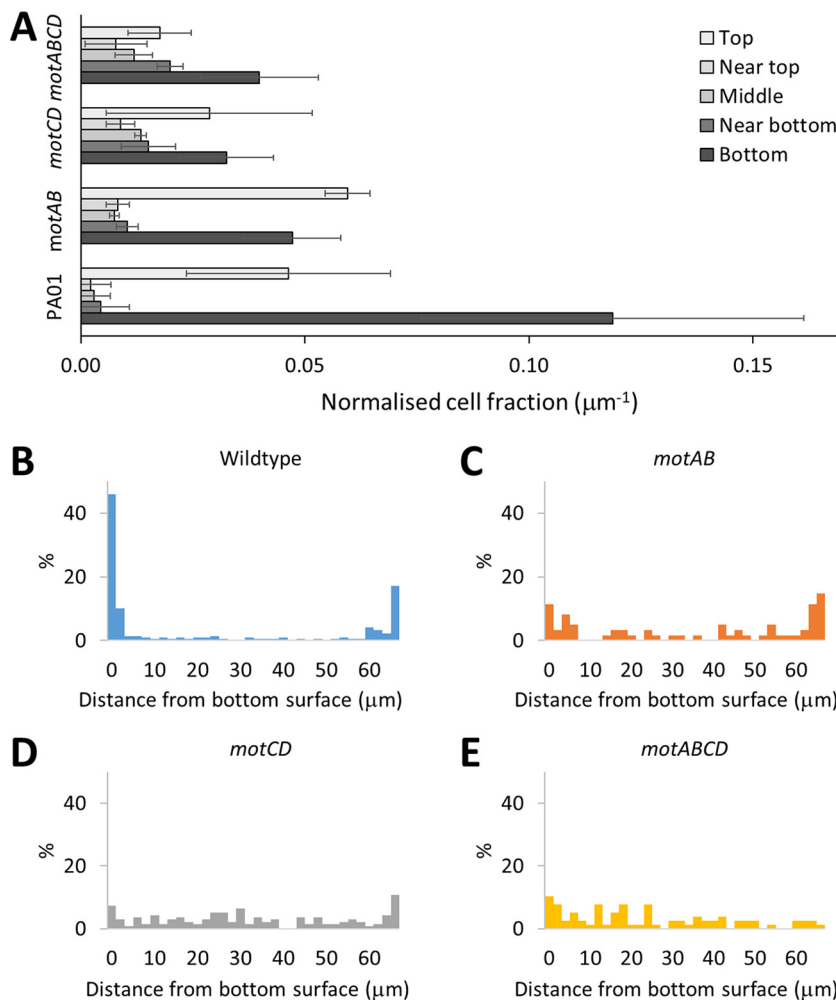 A
motABCD
motCD
motAB
PA01
Top
Near top
Middle
Near bottom
Bottom
0.00 0.05 0.10 0.15
Normalised cell fraction (μm-1)
B
Wildtype
40
20
0
%
0 10 20 30 40 50 60
Distance from bottom surface (μm)
C
motAB
40
20
0
%
0 10 20 30 40 50 60
Distance from bottom surface (μm)
D
motCD
40
20
0
%
0 10 20 30 40 50 60
Distance from bottom surface (μm)
E
motABCD
40
20
0
%
0 10 20 30 40 50 60
Distance from bottom surface (μm)